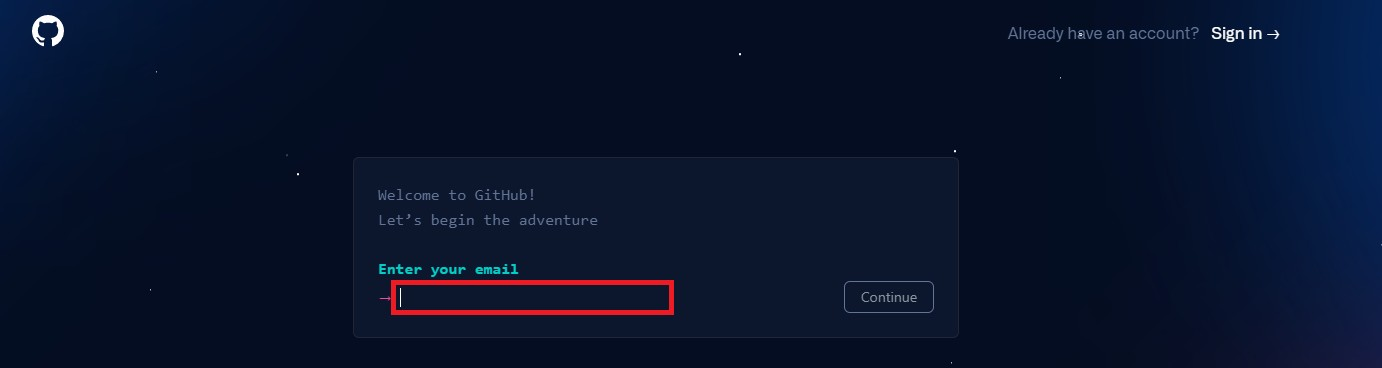 Already have an account? Sign in →
Welcome to GitHub!
Let’s begin the adventure
Enter your email
→
Continue